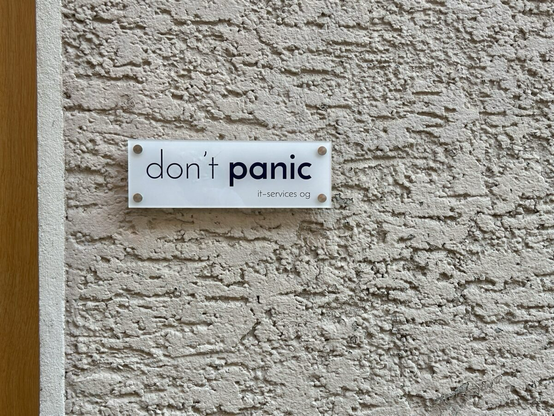 don't panic
it-services og